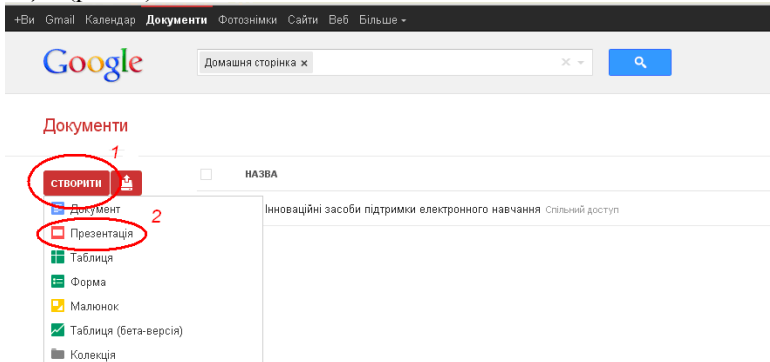 +Ви Gmail Календар Документи Фотознімки Сайти Веб Більше
Google Домашня сторінка ×
Документи
1
СТВОРИТИ НАЗВА
Документ 2 Інноваційні засоби підтримки електронного навчання Спільний доступ
Презентація
Таблиця
Форма
Малюнок
Таблиця (бета-версія)
Колекція